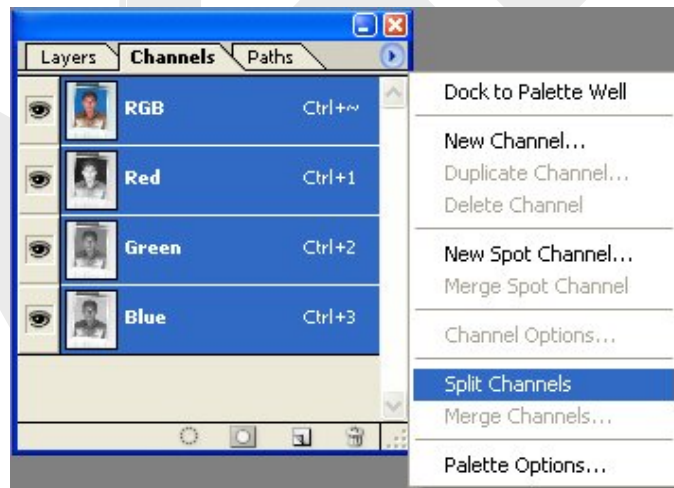 Layers Channels Paths
RGB Ctrl+~
Red Ctrl+1
Green Ctrl+2
Blue Ctrl+3
Dock to Palette Well
New Channel...
Duplicate Channel...
Delete Channel
New Spot Channel...
Merge Spot Channel
Channel Options...
Split Channels
Merge Channels...
Palette Options...